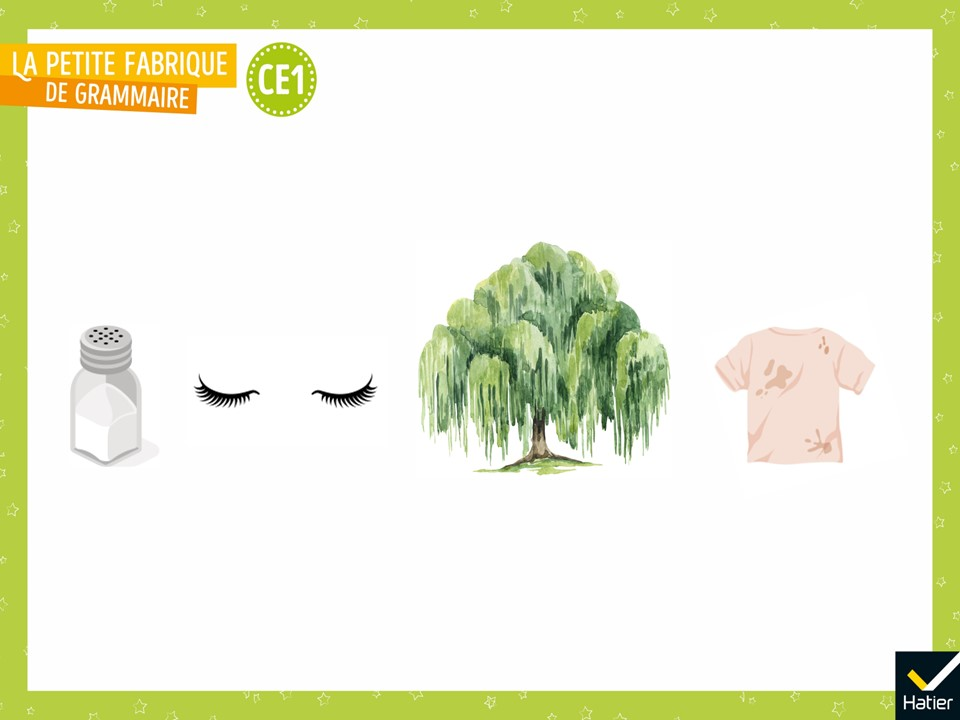 LA PETITE FABRIQUE
DE GRAMMAIRE
CE1
Hatier